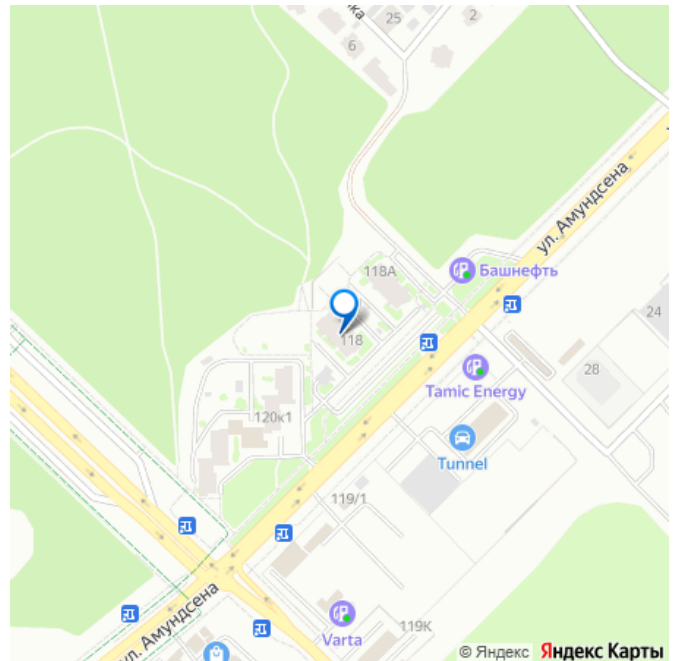 25
2
6
ул. Амундсена
118А
Башнефть
118
24
28
Tamic Energy
120к1
Tunnel
119/1
ул. Амундсена
Varta
119К
© Яндекс Яндекс Карты